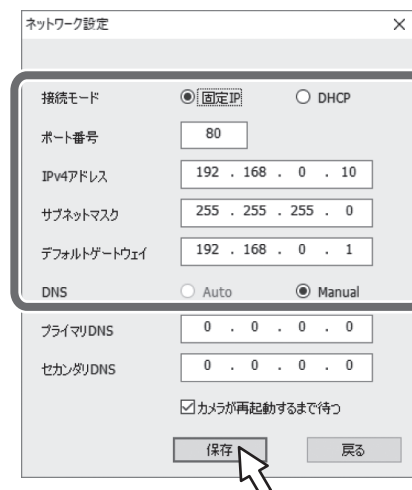 ネットワーク設定
接続モード 固定IP DHCP
ポート番号 80
IPv4アドレス 192 . 168 . 0 . 10
サブネットマスク 255 . 255 . 255 . 0
デフォルトゲートウェイ 192 . 168 . 0 . 1
DNS Auto Manual
プライマリDNS 0 . 0 . 0 . 0
セカンダリDNS 0 . 0 . 0 . 0
カメラが再起動するまで待つ
保存 戻る